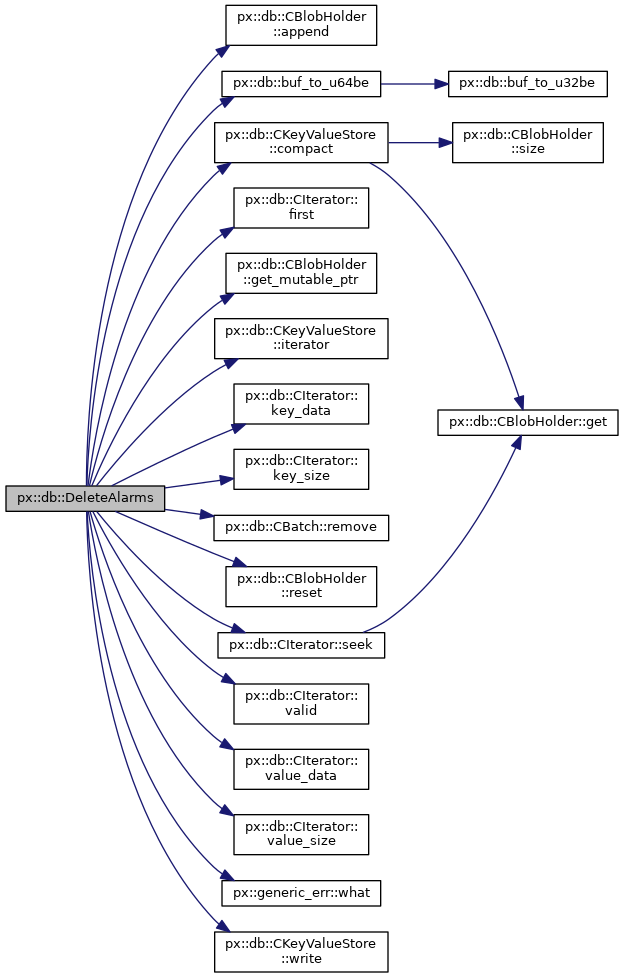 px::db::CBlobHolder
::append
px::db::buf_to_u64be
px::db::buf_to_u32be
px::db::CKeyValueStore
::compact
px::db::CBlobHolder
::size
px::db::CIterator::
first
px::db::CBlobHolder
::get_mutable_ptr
px::db::CKeyValueStore
::iterator
px::db::CIterator::
key_data
px::db::CBlobHolder::get
px::db::CIterator::
key_size
px::db::DeleteAlarms
px::db::CBatch::remove
px::db::CBlobHolder
::reset
px::db::CIterator::seek
px::db::CIterator::
valid
px::db::CIterator::
value_data
px::db::CIterator::
value_size
px::generic_err::what
px::db::CKeyValueStore
::write